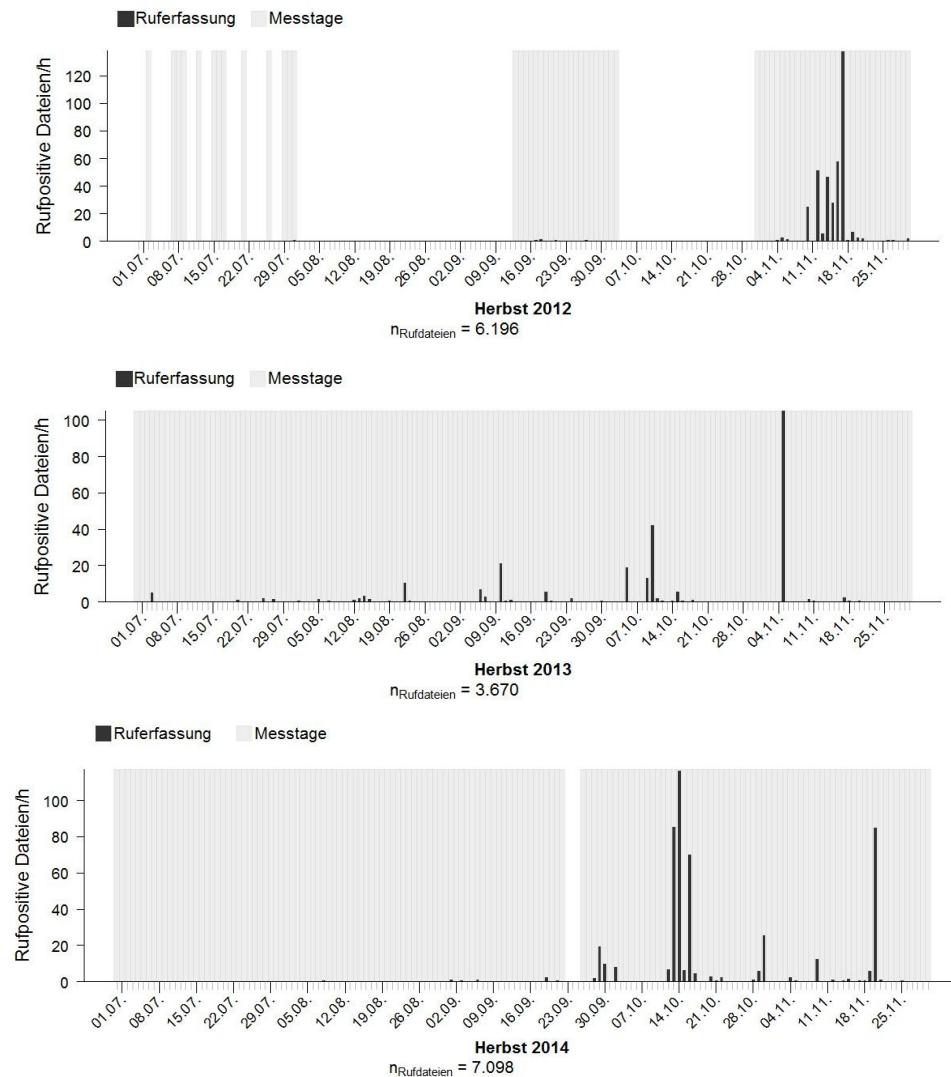 Ruferfassung Messtage
Rufpositive Dateien/h
120
100
80
60
40
20
0
01.07. 08.07. 15.07. 22.07. 29.07. 05.08. 12.08. 19.08. 26.08. 02.09. 09.09. 16.09. 23.09. 30.09. 07.10. 14.10. 21.10. 28.10. 04.11. 11.11. 18.11. 25.11.
Herbst 2012
nRufdateien = 6.196
Ruferfassung Messtage
Rufpositive Dateien/h
100
80
60
40
20
0
01.07. 08.07. 15.07. 22.07. 29.07. 05.08. 12.08. 19.08. 26.08. 02.09. 09.09. 16.09. 23.09. 30.09. 07.10. 14.10. 21.10. 28.10. 04.11. 11.11. 18.11. 25.11.
Herbst 2013
nRufdateien = 3.670
Ruferfassung Messtage
Rufpositive Dateien/h
100
80
60
40
20
0
01.07. 08.07. 15.07. 22.07. 29.07. 05.08. 12.08. 19.08. 26.08. 02.09. 09.09. 16.09. 23.09. 30.09. 07.10. 14.10. 21.10. 28.10. 04.11. 11.11. 18.11. 25.11.
Herbst 2014
nRufdateien = 7.098